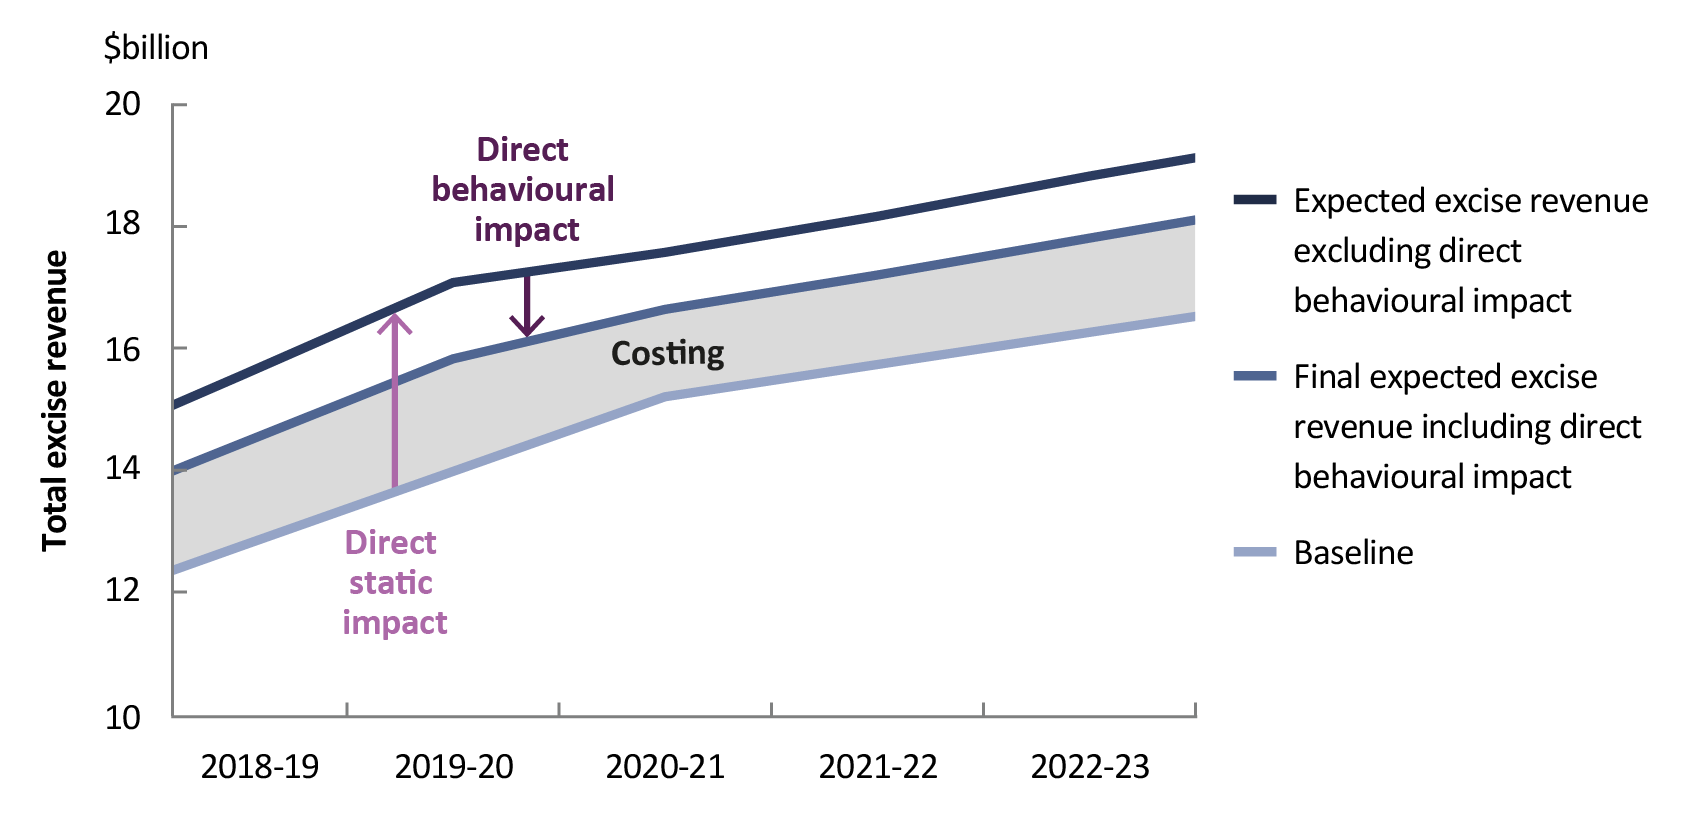 $billion
20
18
16
14
12
10
Total excise revenue
Direct
behavioural
impact
Costing
Direct
static
impact
2018-19
2019-20
2020-21
2021-22
2022-23
Expected excise revenue
excluding direct
behavioural impact
Final expected excise
revenue including direct
behavioural impact
Baseline